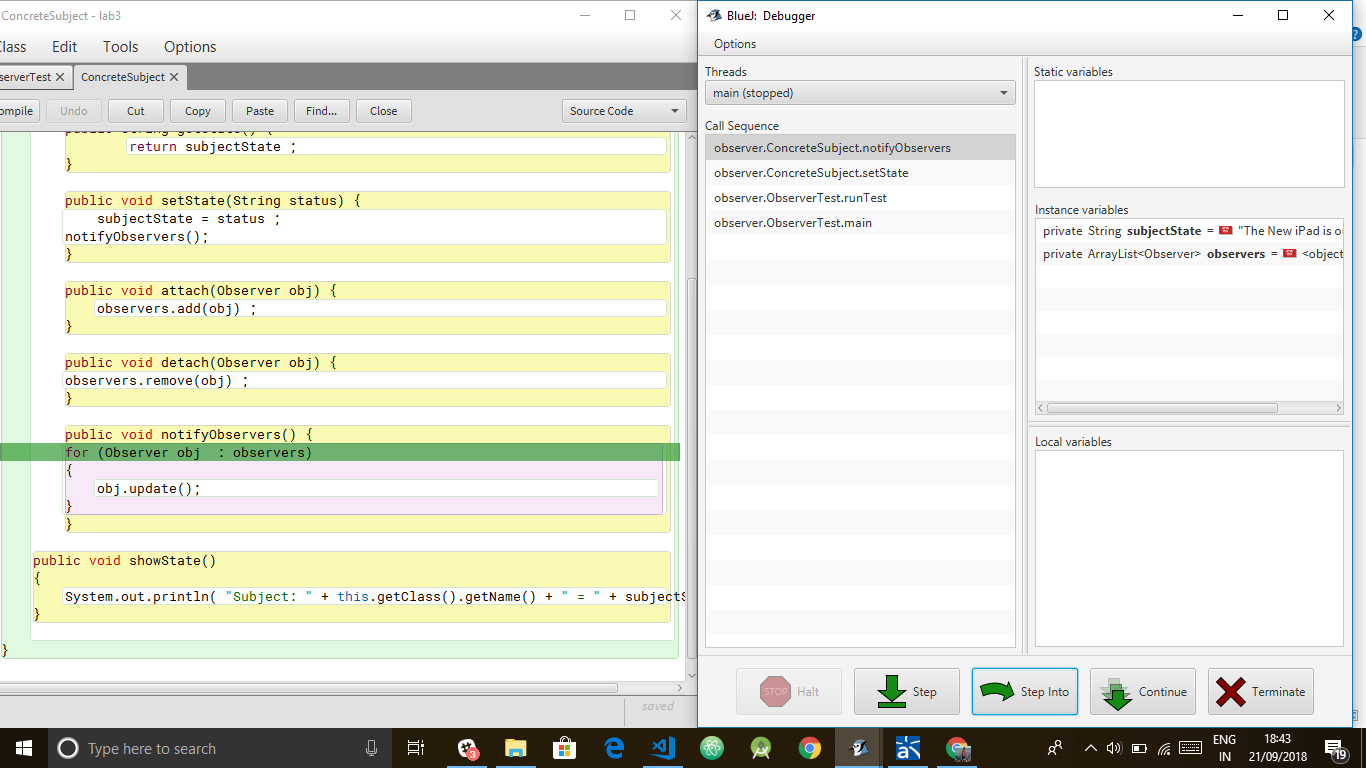 ConcreteSubject - lab3
lass Edit Tools Options
serverTest ✕ ConcreteSubject ✕
ompile Undo Cut Copy Paste Find... Close Source Code
public String getState() {
return subjectState ;
}
public void setState(String status) {
subjectState = status ;
notifyObservers();
}
public void attach(Observer obj) {
observers.add(obj) ;
}
public void detach(Observer obj) {
observers.remove(obj) ;
}
public void notifyObservers() {
for (Observer obj  : observers)
{
obj.update();
}
}
public void showState()
{
System.out.println( "Subject: " + this.getClass().getName() + " = " + subjectS
}
}
saved
BlueJ: Debugger
Options
Threads
main (stopped)
Call Sequence
observer.ConcreteSubject.notifyObservers
observer.ConcreteSubject.setState
observer.ObserverTest.runTest
observer.ObserverTest.main
Static variables
Instance variables
private String subjectState = "The New iPad is o
private ArrayList<Observer> observers = <object
Local variables
STOP Halt Step Step Into Continue Terminate
Type here to search
3
ENG
IN
18:43
21/09/2018
19